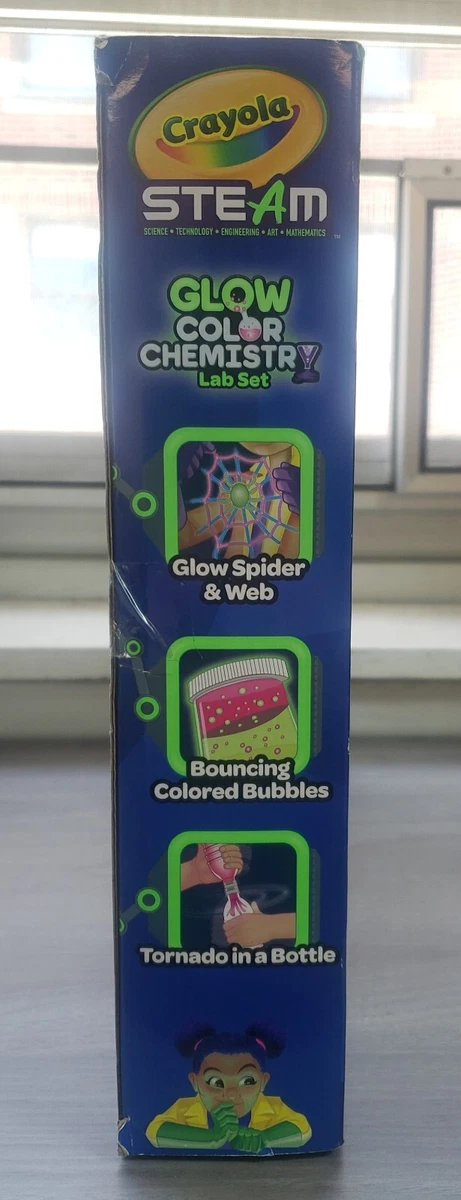 Crayola
STEAM
SCIENCE • TECHNOLOGY • ENGINEERING • ART • MATHEMATICS
TM
GLOW
COLOR
CHEMISTRY
Lab Set
Glow Spider
& Web
Bouncing
Colored Bubbles
Tornado in a Bottle